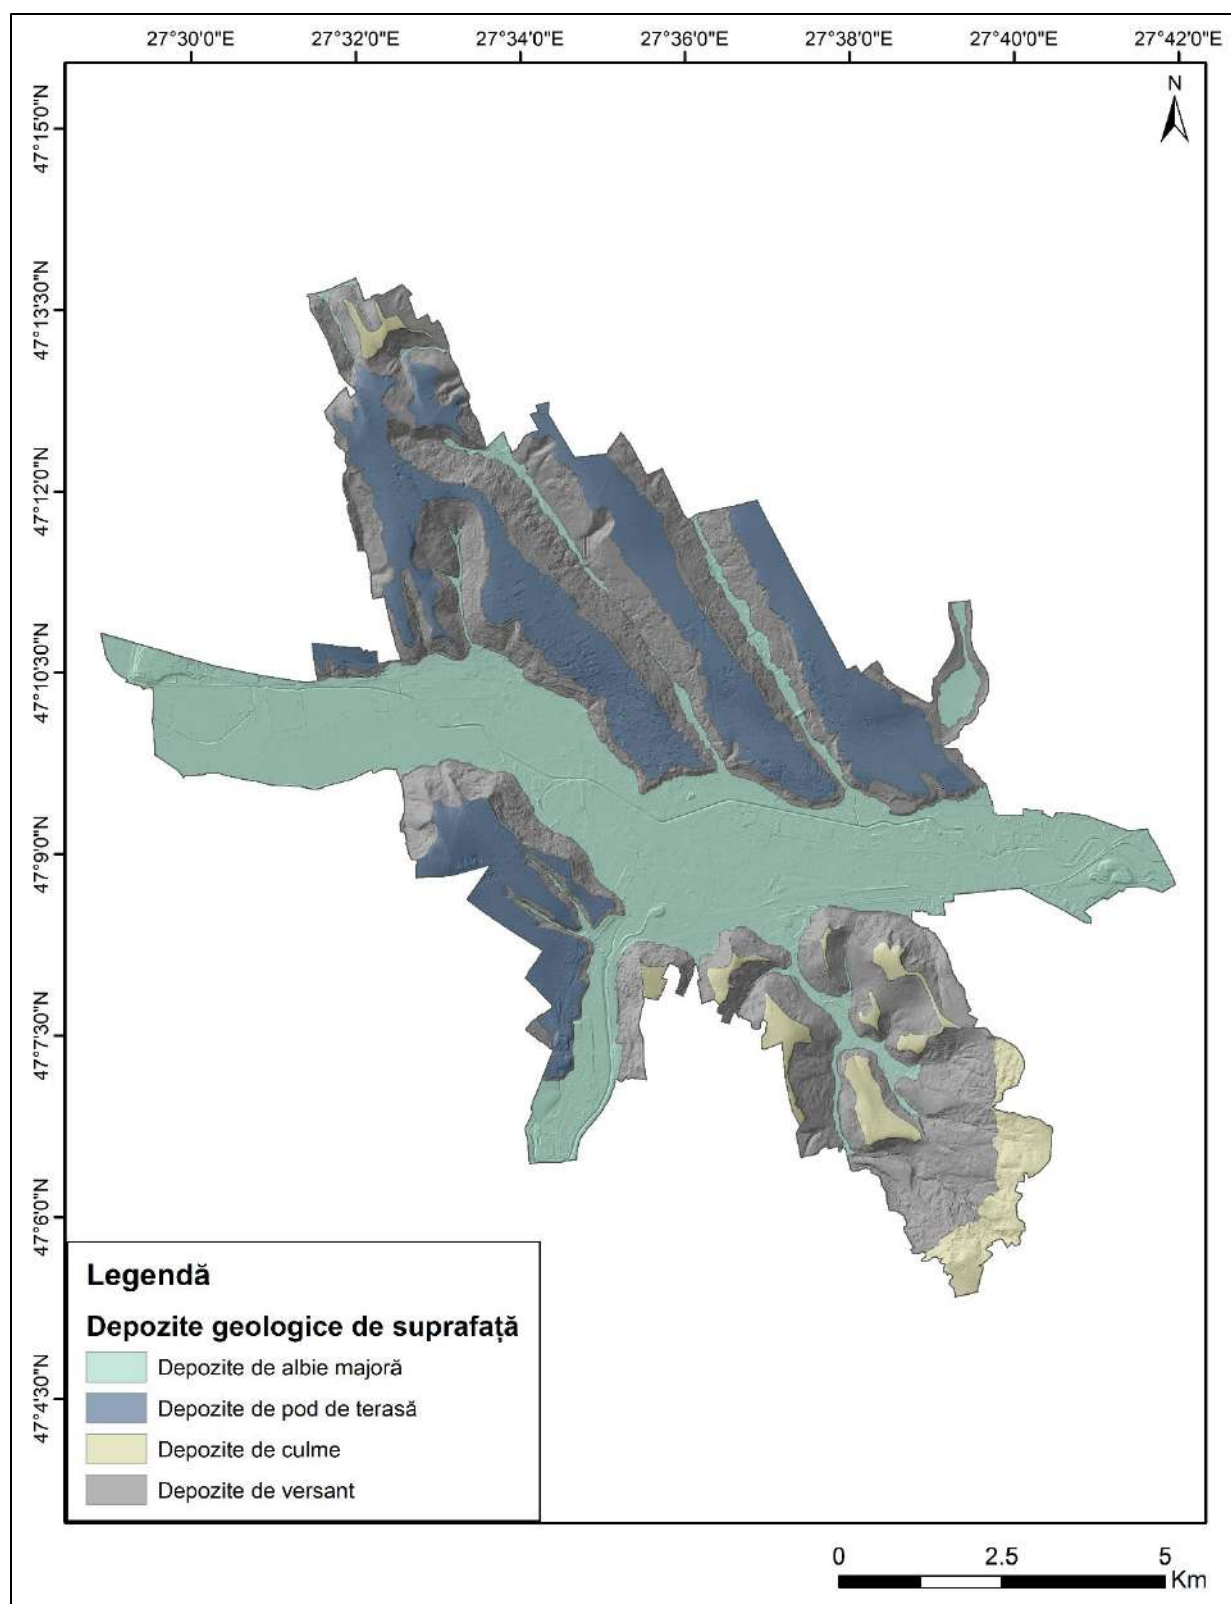 27°30'0"E 27°32'0"E 27°34'0"E 27°36'0"E 27°38'0"E 27°40'0"E 27°42'0"E
N
47°15'0"N
47°13'30"N
47°12'0"N
47°10'30"N
47°9'0"N
47°7'30"N
47°6'0"N
47°4'30"N
Legendă
Depozite geologice de suprafață
Depozite de albie majoră
Depozite de pod de terasă
Depozite de culme
Depozite de versant
0 2.5 5
Km